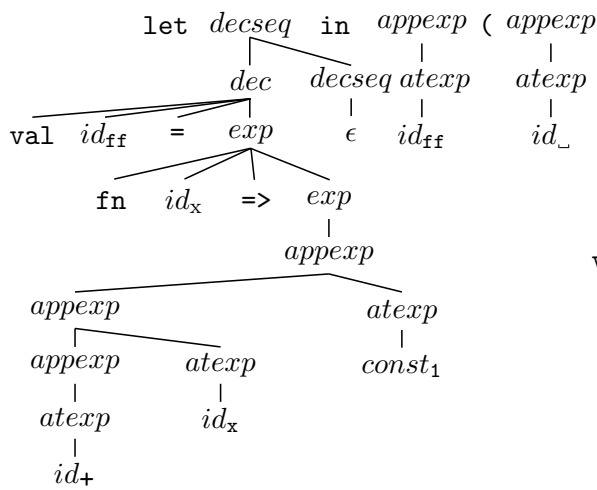 let decseq in appexp ( appexp
dec decseq atexp atexp
val id_ff = exp ϵ id_ff id_␣
fn id_x => exp
appexp
appexp atexp
appexp atexp const_1
atexp id_x
id_+